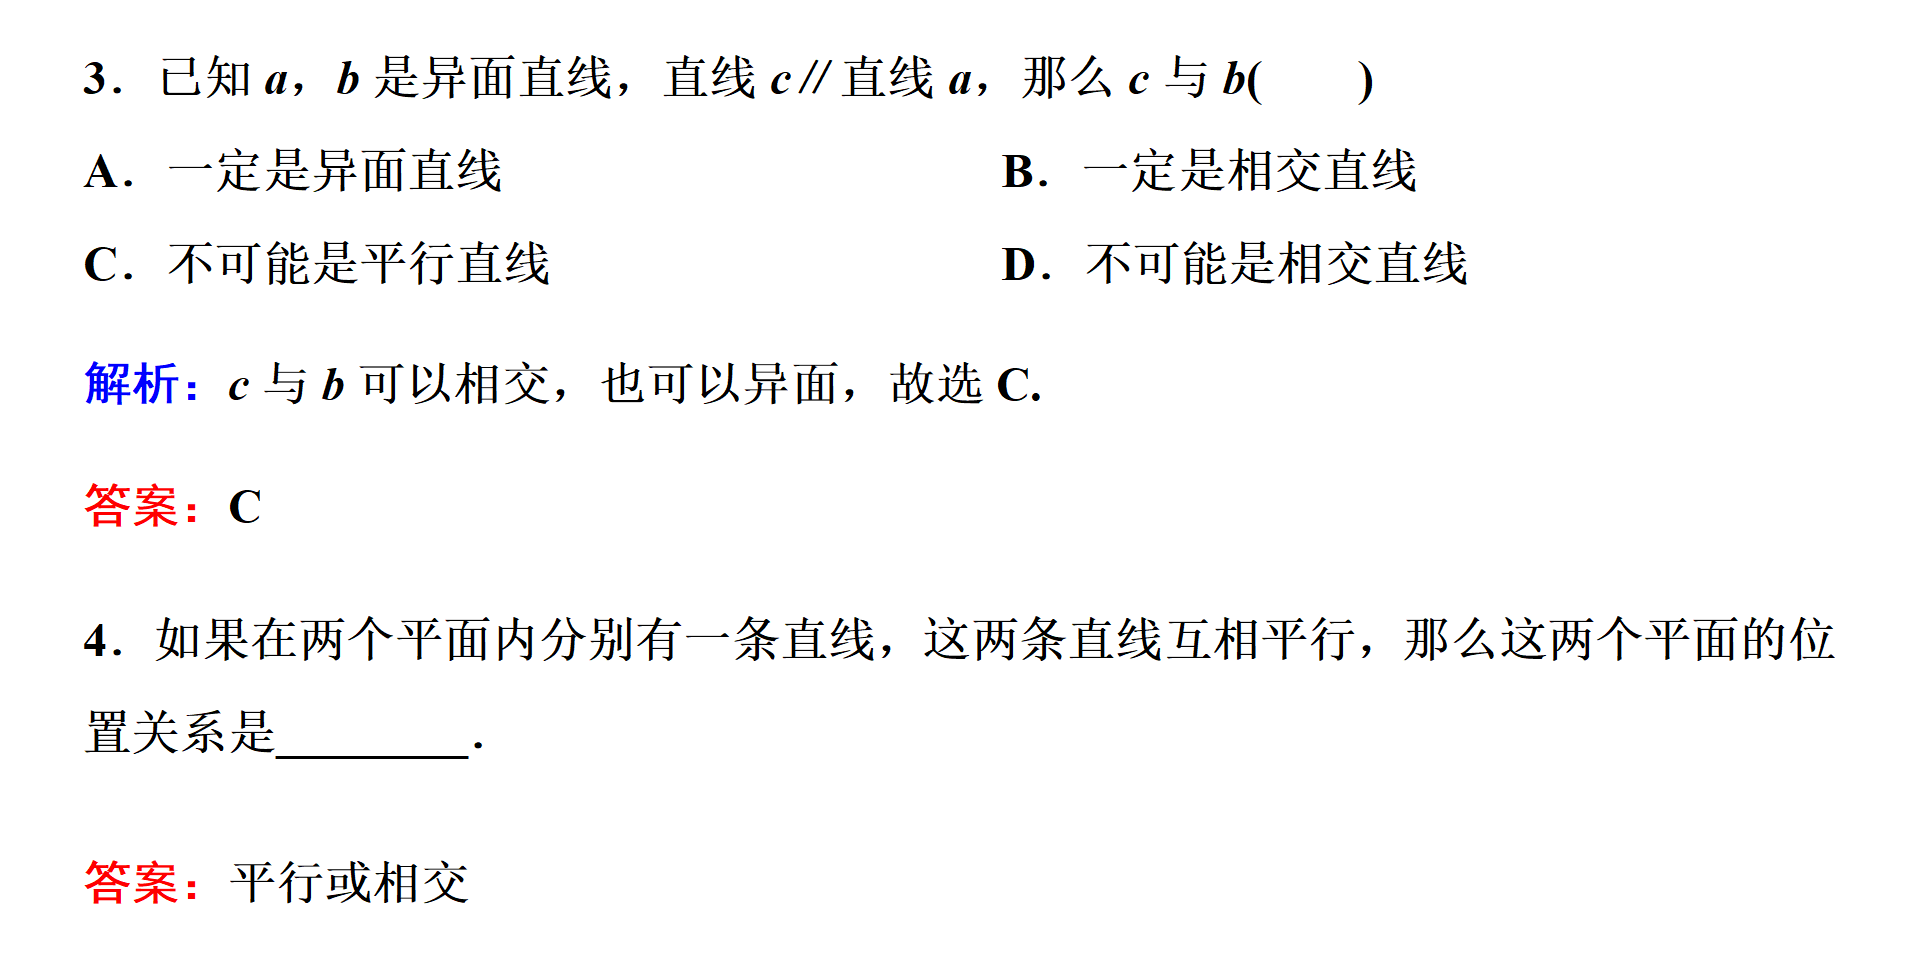 3．已知 a，b 是异面直线，直线 c∥直线 a，那么 c 与 b(　　)
A．一定是异面直线　　B．一定是相交直线
C．不可能是平行直线　　D．不可能是相交直线
解析：c 与 b 可以相交，也可以异面，故选 C.
答案：C
4．如果在两个平面内分别有一条直线，这两条直线互相平行，那么这两个平面的位
置关系是________．
答案：平行或相交